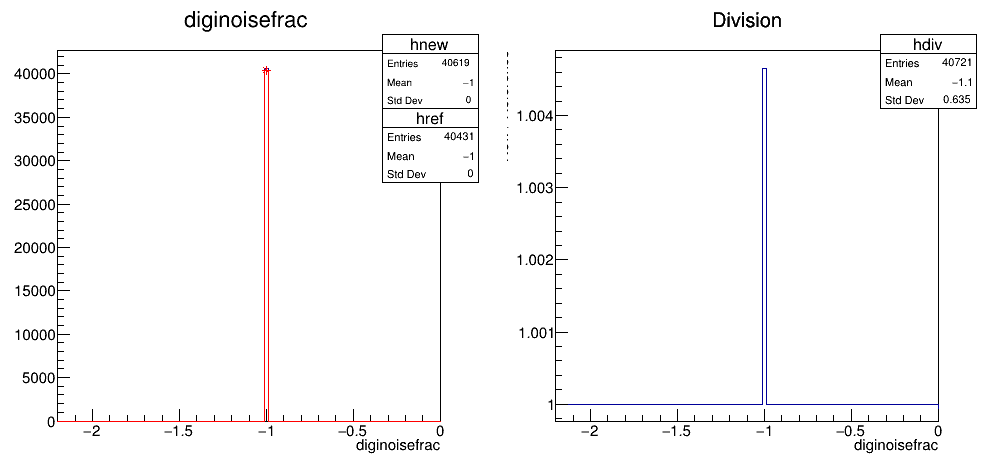 diginoisefrac
hnew
Entries 40619
Mean −1
Std Dev 0
href
Entries 40431
Mean −1
Std Dev 0
40000
35000
30000
25000
20000
15000
10000
5000
0
−2 −1.5 −1 −0.5 0
diginoisefrac
Division
hdiv
Entries 40721
Mean −1.1
Std Dev 0.635
1.004
1.003
1.002
1.001
1
−2 −1.5 −1 −0.5 0
diginoisefrac